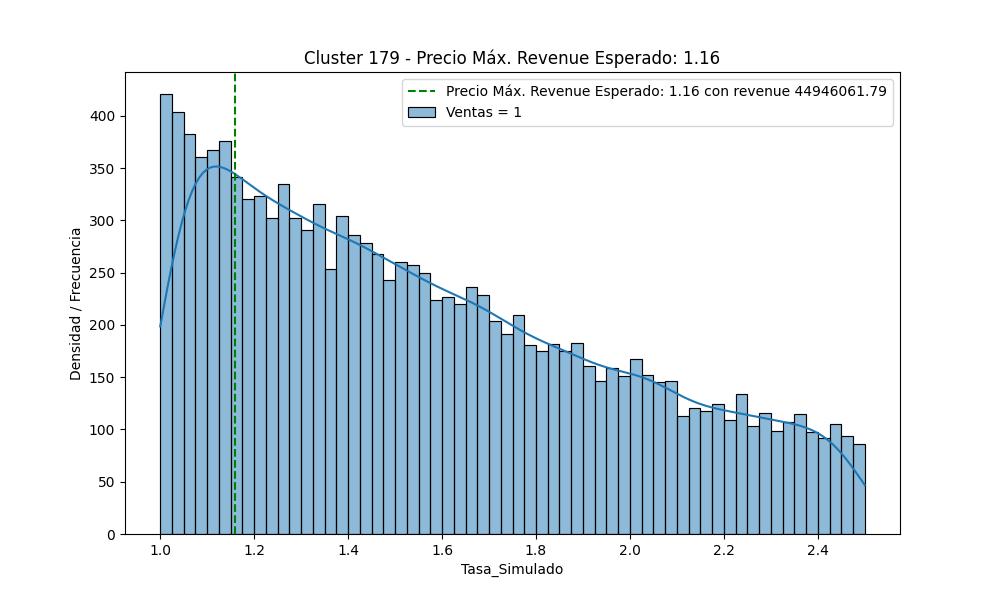 Cluster 179 - Precio Máx. Revenue Esperado: 1.16
Precio Máx. Revenue Esperado: 1.16 con revenue 44946061.79
Ventas = 1
Densidad / Frecuencia
400
350
300
250
200
150
100
50
0
1.0 1.2 1.4 1.6 1.8 2.0 2.2 2.4
Tasa_Simulado